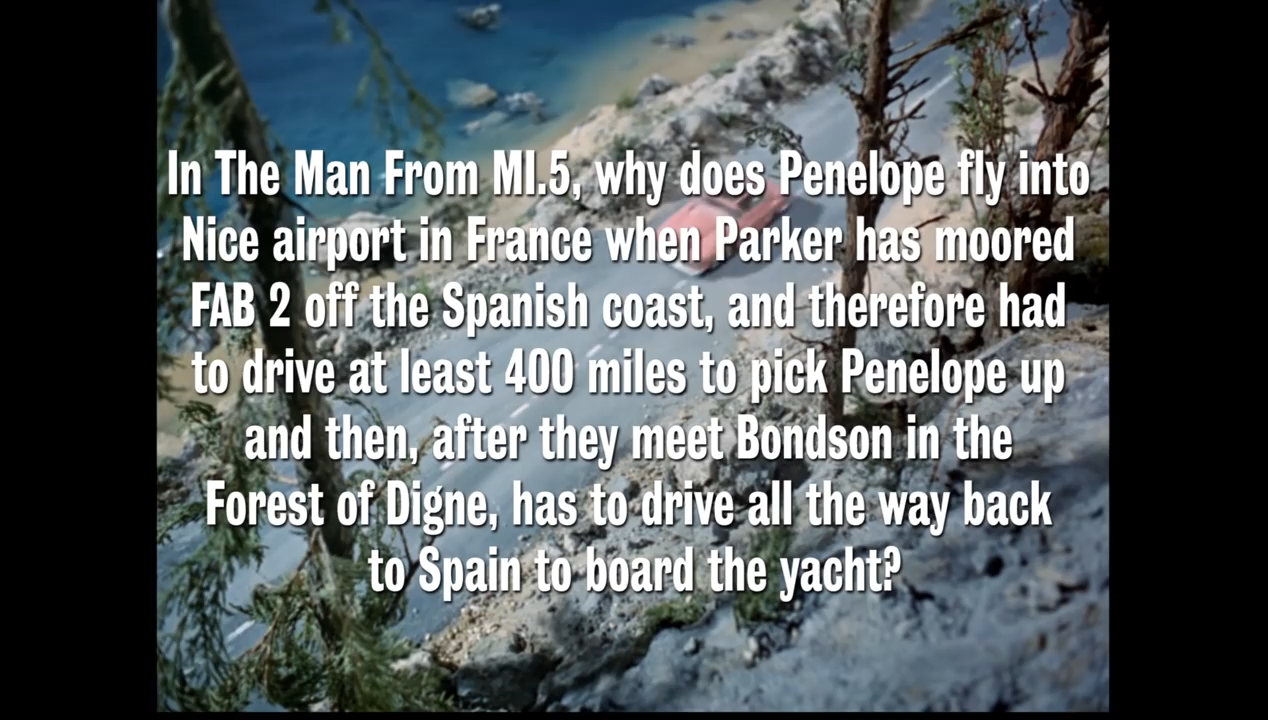 In The Man From MI.5, why does Penelope fly into
Nice airport in France when Parker has moored
FAB 2 off the Spanish coast, and therefore had
to drive at least 400 miles to pick Penelope up
and then, after they meet Bondson in the
Forest of Digne, has to drive all the way back
to Spain to board the yacht?